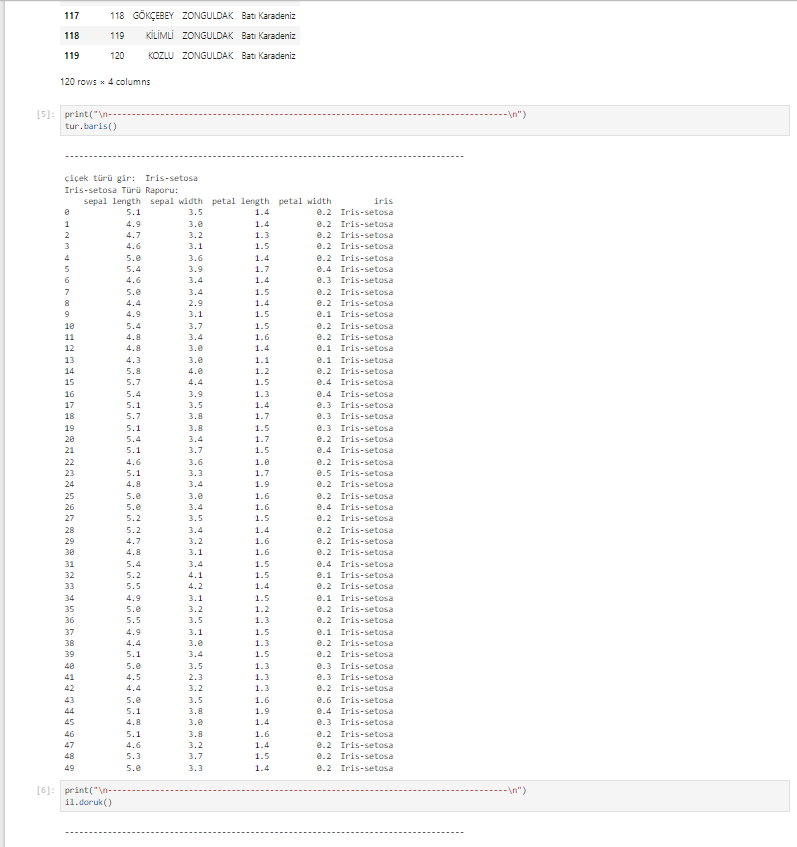 117 118 GÖKÇEBEY ZONGULDAK Batı Karadeniz
118 119 KİLİMLİ ZONGULDAK Batı Karadeniz
119 120 KOZLU ZONGULDAK Batı Karadeniz
120 rows × 4 columns
[5]: print("\n------------------------------------------------------------------------------------\n")
tur.baris()
------------------------------------------------------------------------------------
çiçek türü gir: Iris-setosa
Iris-setosa Türü Raporu:
sepal length sepal width petal length petal width iris
0 5.1 3.5 1.4 0.2 Iris-setosa
1 4.9 3.0 1.4 0.2 Iris-setosa
2 4.7 3.2 1.3 0.2 Iris-setosa
3 4.6 3.1 1.5 0.2 Iris-setosa
4 5.0 3.6 1.4 0.2 Iris-setosa
5 5.4 3.9 1.7 0.4 Iris-setosa
6 4.6 3.4 1.4 0.3 Iris-setosa
7 5.0 3.4 1.5 0.2 Iris-setosa
8 4.4 2.9 1.4 0.2 Iris-setosa
9 4.9 3.1 1.5 0.1 Iris-setosa
10 5.4 3.7 1.5 0.2 Iris-setosa
11 4.8 3.4 1.6 0.2 Iris-setosa
12 4.8 3.0 1.4 0.1 Iris-setosa
13 4.3 3.0 1.1 0.1 Iris-setosa
14 5.8 4.0 1.2 0.2 Iris-setosa
15 5.7 4.4 1.5 0.4 Iris-setosa
16 5.4 3.9 1.3 0.4 Iris-setosa
17 5.1 3.5 1.4 0.3 Iris-setosa
18 5.7 3.8 1.7 0.3 Iris-setosa
19 5.1 3.8 1.5 0.3 Iris-setosa
20 5.4 3.4 1.7 0.2 Iris-setosa
21 5.1 3.7 1.5 0.4 Iris-setosa
22 4.6 3.6 1.0 0.2 Iris-setosa
23 5.1 3.3 1.7 0.5 Iris-setosa
24 4.8 3.4 1.9 0.2 Iris-setosa
25 5.0 3.0 1.6 0.2 Iris-setosa
26 5.0 3.4 1.6 0.4 Iris-setosa
27 5.2 3.5 1.5 0.2 Iris-setosa
28 5.2 3.4 1.4 0.2 Iris-setosa
29 4.7 3.2 1.6 0.2 Iris-setosa
30 4.8 3.1 1.6 0.2 Iris-setosa
31 5.4 3.4 1.5 0.4 Iris-setosa
32 5.2 4.1 1.5 0.1 Iris-setosa
33 5.5 4.2 1.4 0.2 Iris-setosa
34 4.9 3.1 1.5 0.1 Iris-setosa
35 5.0 3.2 1.2 0.2 Iris-setosa
36 5.5 3.5 1.3 0.2 Iris-setosa
37 4.9 3.1 1.5 0.1 Iris-setosa
38 4.4 3.0 1.3 0.2 Iris-setosa
39 5.1 3.4 1.5 0.2 Iris-setosa
40 5.0 3.5 1.3 0.3 Iris-setosa
41 4.5 2.3 1.3 0.3 Iris-setosa
42 4.4 3.2 1.3 0.2 Iris-setosa
43 5.0 3.5 1.6 0.6 Iris-setosa
44 5.1 3.8 1.9 0.4 Iris-setosa
45 4.8 3.0 1.4 0.3 Iris-setosa
46 5.1 3.8 1.6 0.2 Iris-setosa
47 4.6 3.2 1.4 0.2 Iris-setosa
48 5.3 3.7 1.5 0.2 Iris-setosa
49 5.0 3.3 1.4 0.2 Iris-setosa
[6]: print("\n------------------------------------------------------------------------------------\n")
il.doruk()
------------------------------------------------------------------------------------